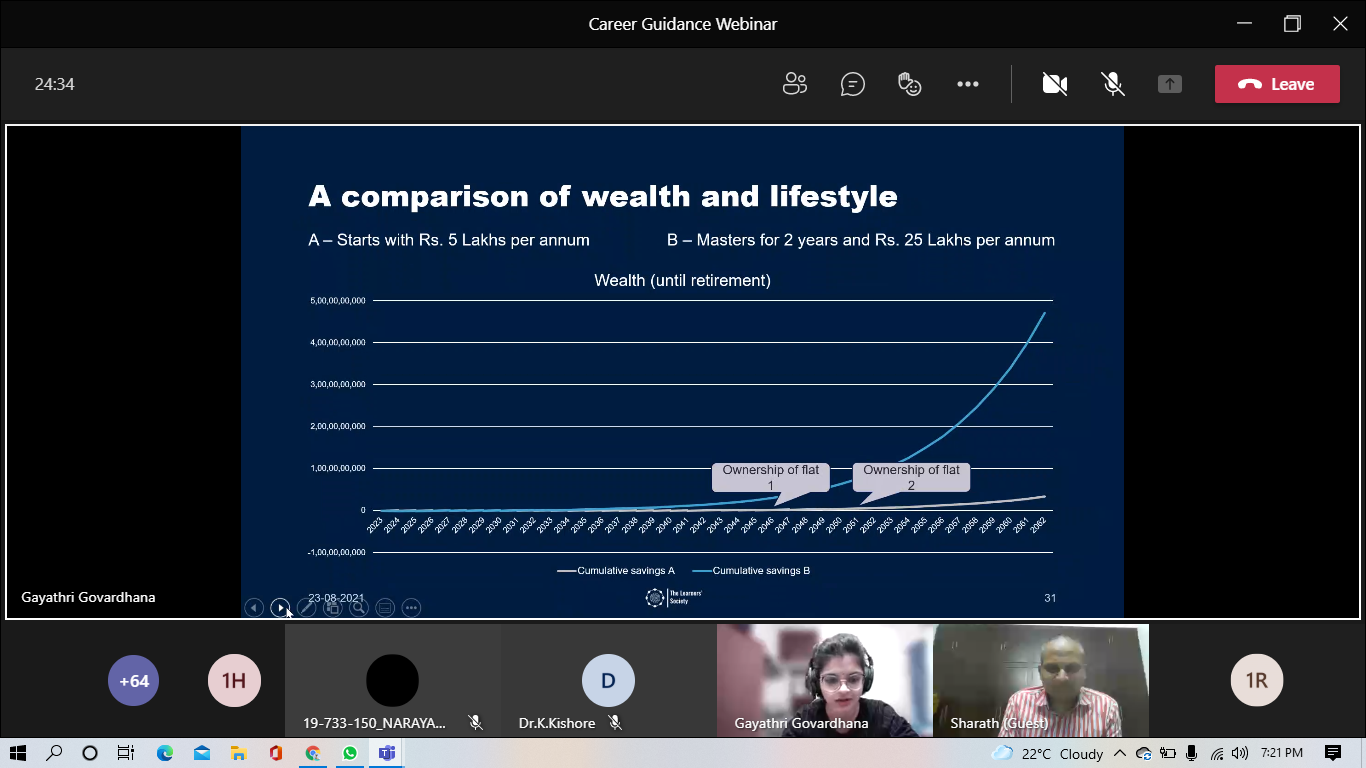 Career Guidance Webinar
24:34
Leave
A comparison of wealth and lifestyle
A – Starts with Rs. 5 Lakhs per annum
B – Masters for 2 years and Rs. 25 Lakhs per annum
Wealth (until retirement)
5,00,00,00,000
4,00,00,00,000
3,00,00,00,000
2,00,00,00,000
1,00,00,00,000
0
-1,00,00,00,000
Ownership of flat
1
Ownership of flat
2
2023 2024 2025 2026 2027 2028 2029 2030 2031 2032 2033 2034 2035 2036 2037 2038 2039 2040 2041 2042 2043 2044 2045 2046 2047 2048 2049 2050 2051 2052 2053 2054 2055 2056 2057 2058 2059 2060 2061 2062
Cumulative savings A
Cumulative savings B
Gayathri Govardhana
23-08-2021
The Learners'
Society
31
+64
1H
19-733-150_NARAYA...
D
Dr.K.Kishore
Gayathri Govardhana
Sharath (Guest)
1R
22°C Cloudy
7:21 PM